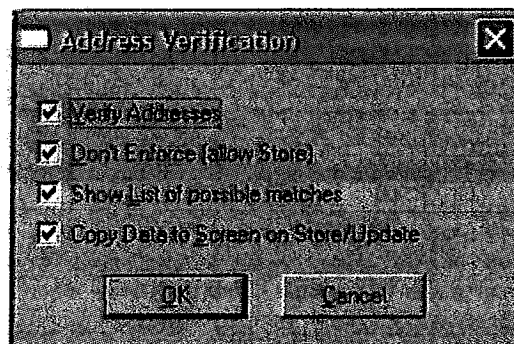 Address Verification
Verify Addresses
Don't Enforce (allow Store)
Show List of possible matches
Copy Data to Screen on Store/Update
OK Cancel